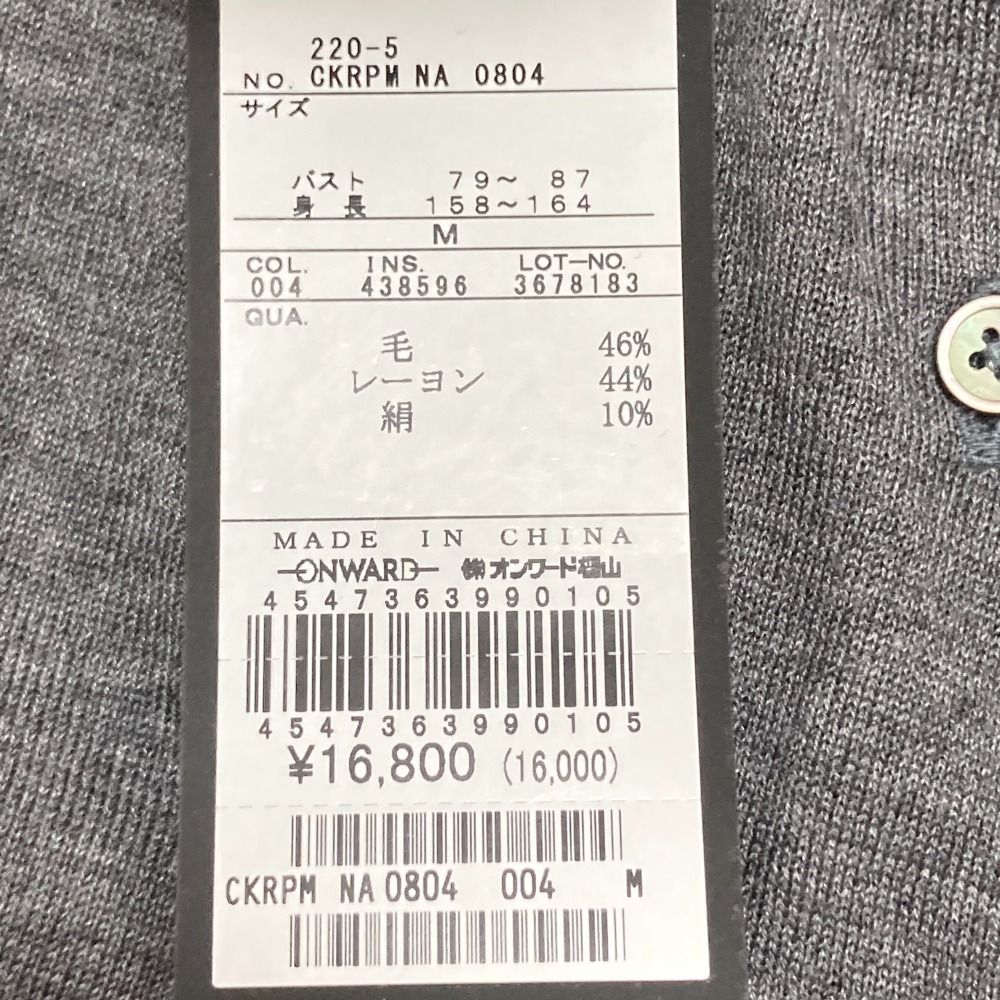 220-5
NO. CKRPM NA 0804
サイズ
バスト 79～ 87
身長 158～164
M
COL. INS. LOT-NO.
004 438596 3678183
QUA.
毛 46%
レーヨン 44%
絹 10%
MADE IN CHINA
ONWARD ㈱オンワード樫山
4547363990105
4547363990105
¥16,800 (16,000)
CKRPM NA 0804 004 M